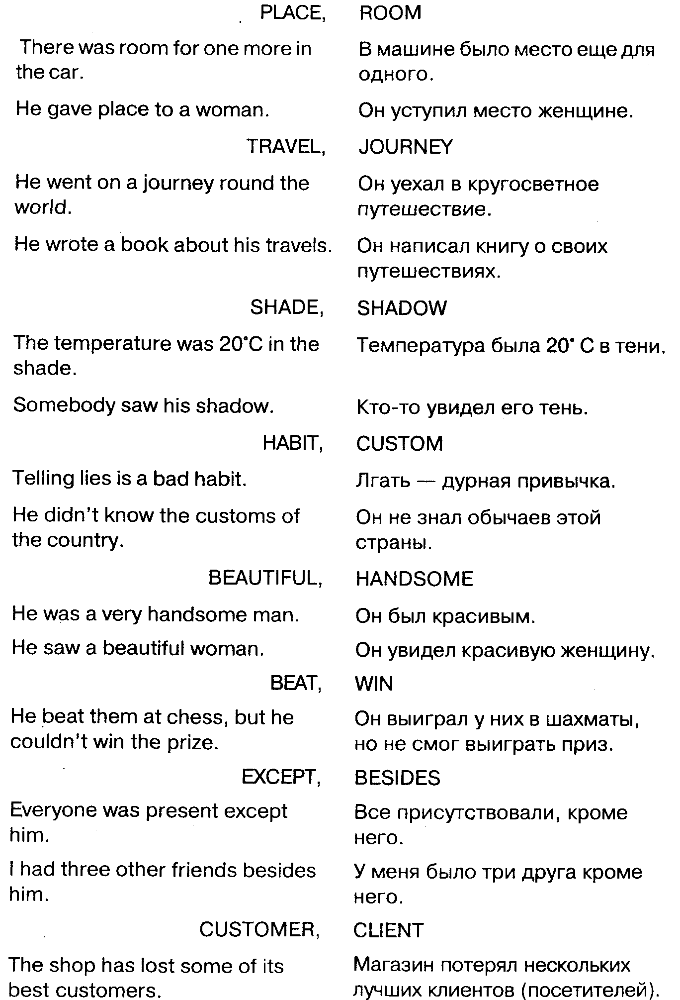 PLACE, ROOM
There was room for one more in
the car.
В машине было место еще для
одного.
He gave place to a woman.
Он уступил место женщине.
TRAVEL, JOURNEY
He went on a journey round the
world.
Он уехал в кругосветное
путешествие.
He wrote a book about his travels.
Он написал книгу о своих
путешествиях.
SHADE, SHADOW
The temperature was 20°C in the
shade.
Температура была 20° С в тени.
Somebody saw his shadow.
Кто-то увидел его тень.
HABIT, CUSTOM
Telling lies is a bad habit.
Лгать — дурная привычка.
He didn't know the customs of
the country.
Он не знал обычаев этой
страны.
BEAUTIFUL, HANDSOME
He was a very handsome man.
Он был красивым.
He saw a beautiful woman.
Он увидел красивую женщину.
BEAT, WIN
He beat them at chess, but he
couldn't win the prize.
Он выиграл у них в шахматы,
но не смог выиграть приз.
EXCEPT, BESIDES
Everyone was present except
him.
Все присутствовали, кроме
него.
I had three other friends besides
him.
У меня было три друга кроме
него.
CUSTOMER, CLIENT
The shop has lost some of its
best customers.
Магазин потерял нескольких
лучших клиентов (посетителей).